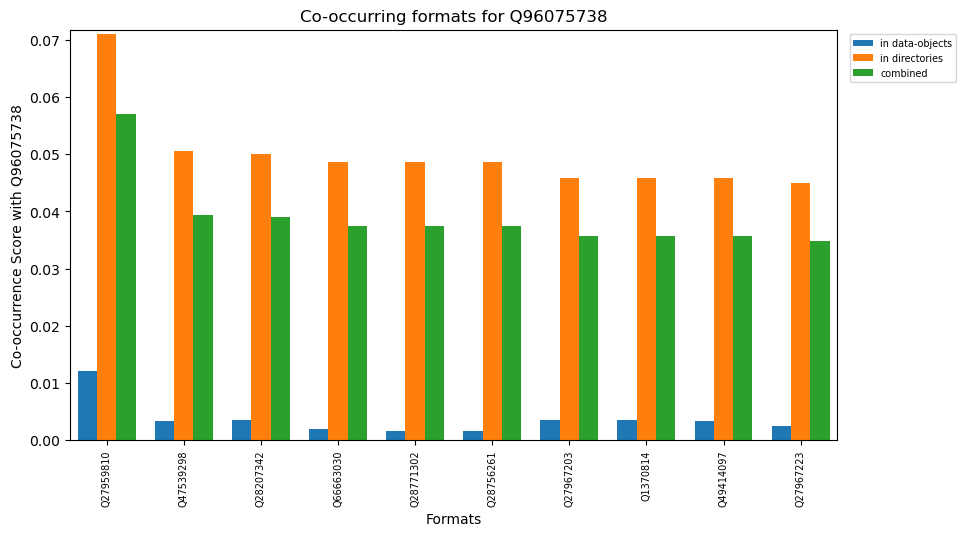 Co-occurring formats for Q96075738
in data-objects
in directories
combined
Co-occurrence Score with Q96075738
0.07
0.06
0.05
0.04
0.03
0.02
0.01
0.00
Q27959810
Q47539298
Q28207342
Q66663030
Q28771302
Q28756261
Q27967203
Q1370814
Q49414097
Q27967223
Formats